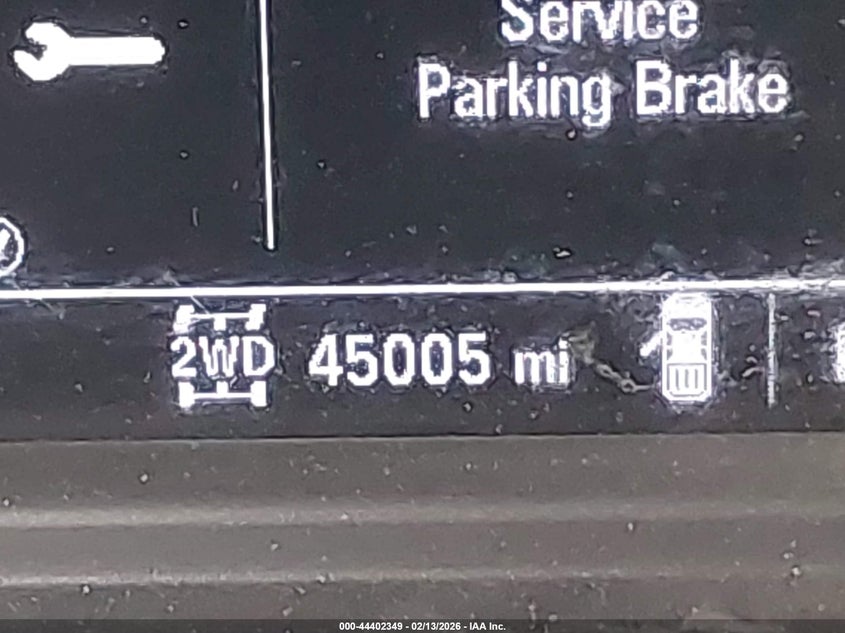 Service
Parking Brake
2WD 45005 mi
000-44402349 - 02/13/2026 - IAA Inc.